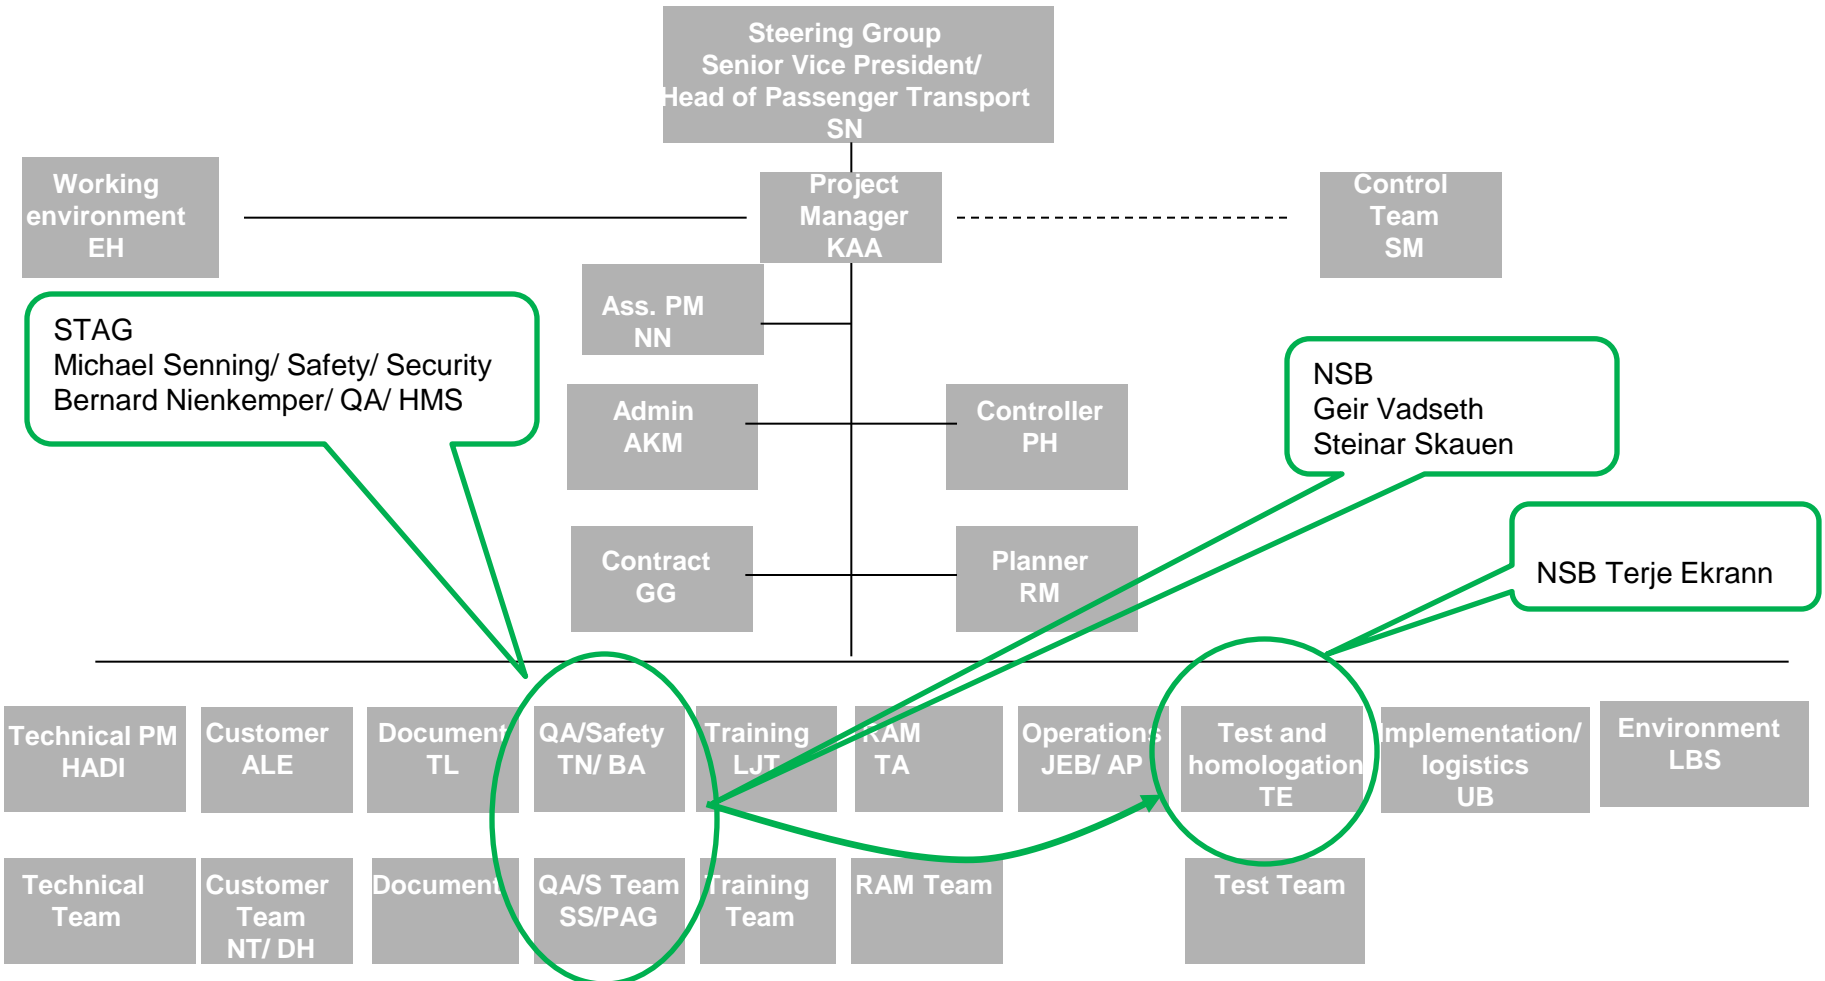 Steering Group
Senior Vice President/
Head of Passenger Transport
SN
Working
environment
EH
Project
Manager
KAA
Control
Team
SM
Ass. PM
NN
STAG
Michael Senning/ Safety/ Security
Bernard Nienkemper/ QA/ HMS
NSB
Geir Vadseth
Steinar Skauen
Admin
AKM
Controller
PH
NSB Terje Ekrann
Contract
GG
Planner
RM
Technical PM
HADI
Customer
ALE
Document
TL
QA/Safety
TN/ BA
Training
LJT
RAM
TA
Operations
JEB/ AP
Test and
homologation
TE
Implementation/
logistics
UB
Environment
LBS
Technical
Team
Customer
Team
NT/ DH
Document
QA/S Team
SS/PAG
Training
Team
RAM Team
Test Team